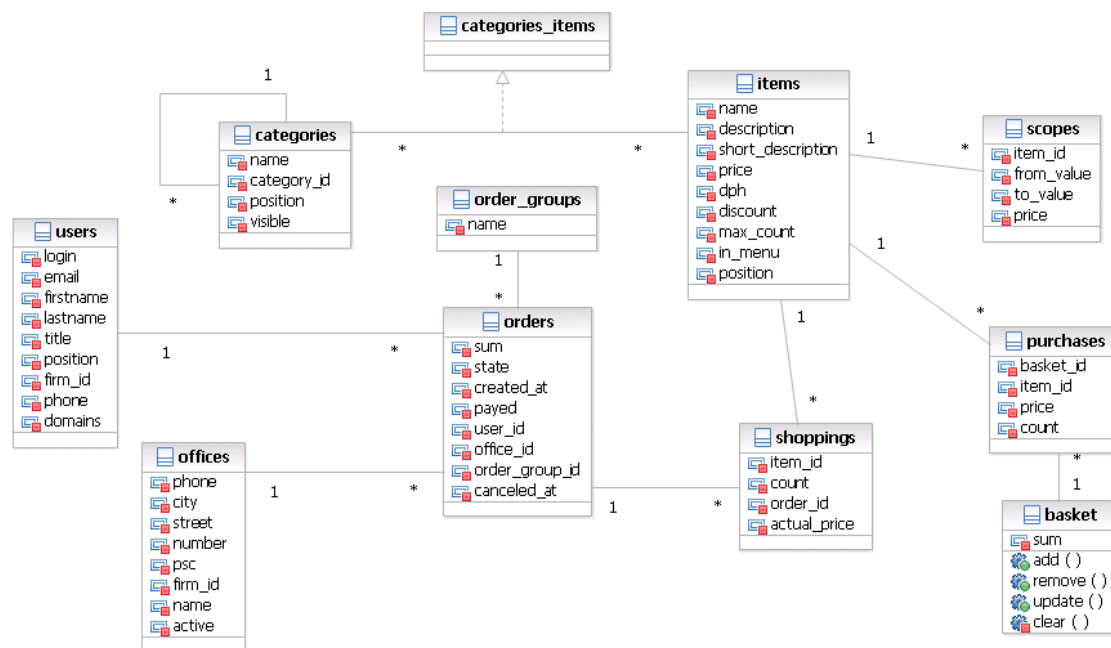 categories_items
categories
name
category_id
position
visible
1
*
*
*
items
name
description
short_description
price
dph
discount
max_count
in_menu
position
1
*
scopes
item_id
from_value
to_value
price
order_groups
name
1
*
users
login
email
firstname
lastname
title
position
firm_id
phone
domains
1
*
orders
sum
state
created_at
payed
user_id
office_id
order_group_id
canceled_at
1
*
purchases
basket_id
item_id
price
count
1
*
shoppings
item_id
count
order_id
actual_price
offices
phone
city
street
number
psc
firm_id
name
active
1
*
1
*
*
1
basket
sum
add ( )
remove ( )
update ( )
clear ( )